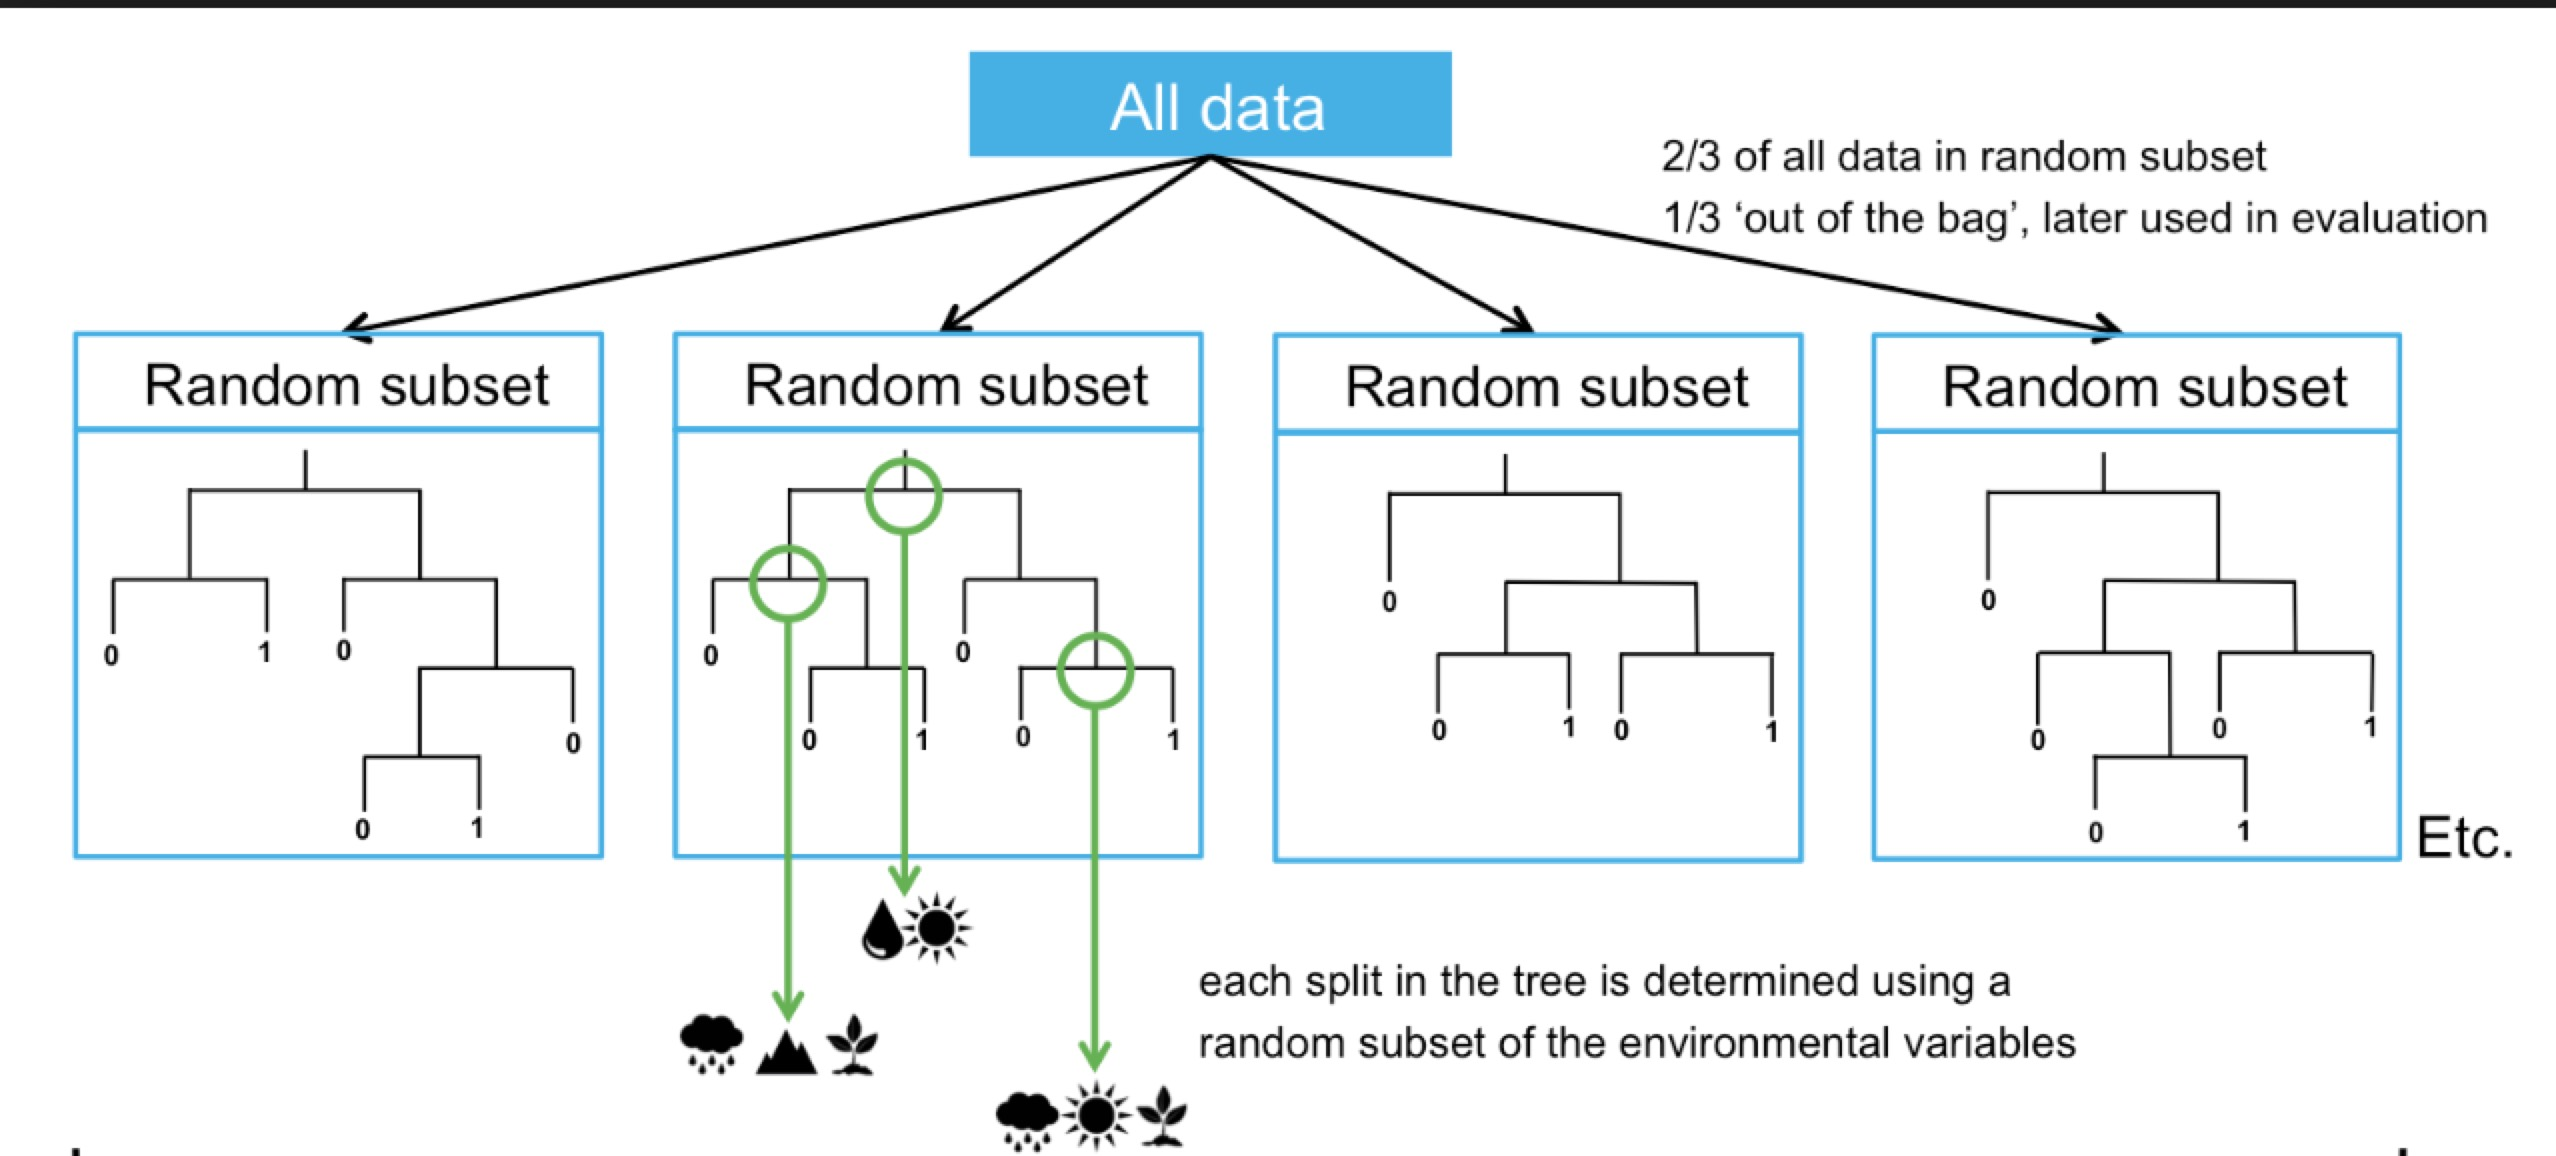 All data
2/3 of all data in random subset
1/3 ‘out of the bag’, later used in evaluation
Random subset
Random subset
Random subset
Random subset
0 1 0 0 0 1
0 0 1 0 0 1
0 0 1 0 1
0 0 0 1 0 1
Etc.
each split in the tree is determined using a
random subset of the environmental variables